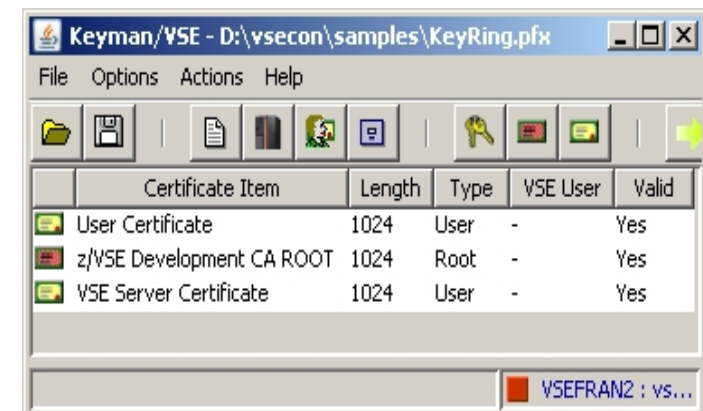 Keyman/VSE - D:\vsecon\samples\KeyRing.pfx
File Options Actions Help
Certificate Item Length Type VSE User Valid
User Certificate 1024 User - Yes
z/VSE Development CA ROOT 1024 Root - Yes
VSE Server Certificate 1024 User - Yes
VSEFRAN2 : vs...